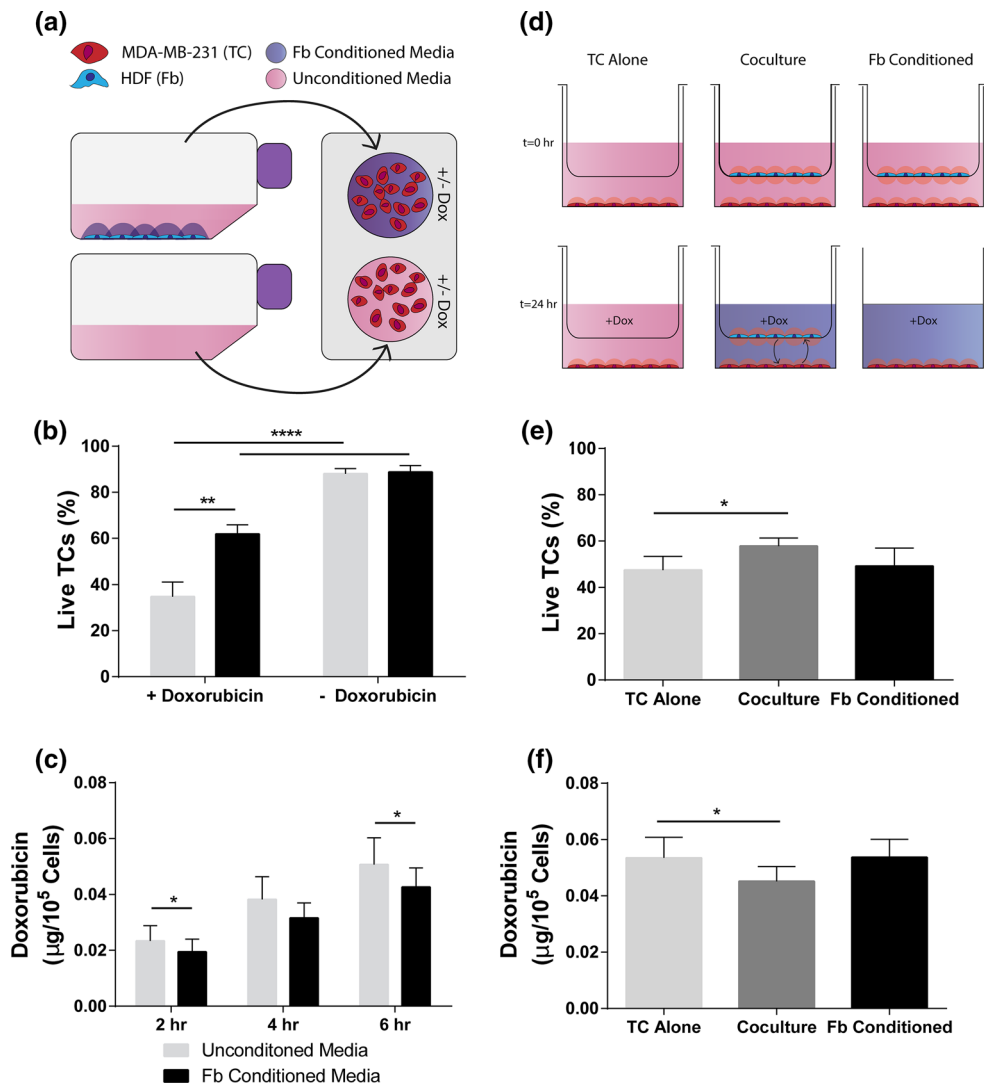 (a)
MDA-MB-231 (TC)
HDF (Fb)
Fb Conditioned Media
Unconditioned Media
+/- Dox
+/- Dox
(b)
Live TCs (%)
100
80
60
40
20
0
****
**
+ Doxorubicin
- Doxorubicin
(c)
Doxorubicin
(µg/10⁵ Cells)
0.08
0.06
0.04
0.02
0.00
*
*
2 hr
4 hr
6 hr
Unconditoned Media
Fb Conditioned Media
(d)
TC Alone
Coculture
Fb Conditioned
t=0 hr
t=24 hr
+Dox
+Dox
+Dox
(e)
Live TCs (%)
100
80
60
40
20
0
*
TC Alone
Coculture
Fb Conditioned
(f)
Doxorubicin
(µg/10⁵ Cells)
0.08
0.06
0.04
0.02
0.00
*
TC Alone
Coculture
Fb Conditioned